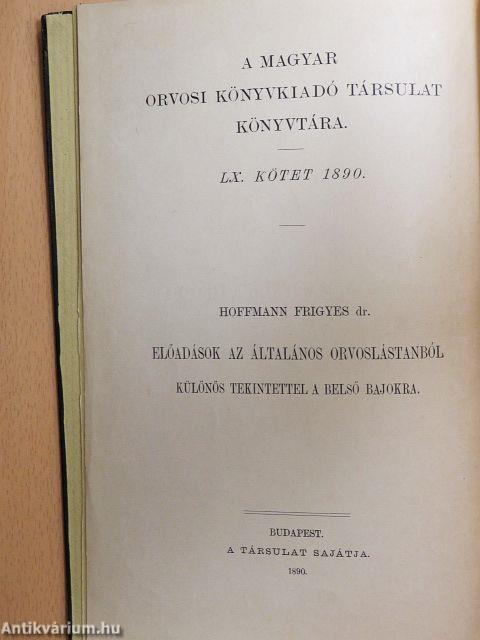 A MAGYAR
ORVOSI KÖNYVKIADÓ TÁRSULAT
KÖNYVTÁRA.
LX. KÖTET 1890.
HOFFMANN FRIGYES dr.
ELŐADÁSOK AZ ÁLTALÁNOS ORVOSLÁSTANBÓL
KÜLÖNÖS TEKINTETTEL A BELSŐ BAJOKRA.
BUDAPEST.
A TÁRSULAT SAJÁTJA.
1890.
Antikvárium.hu